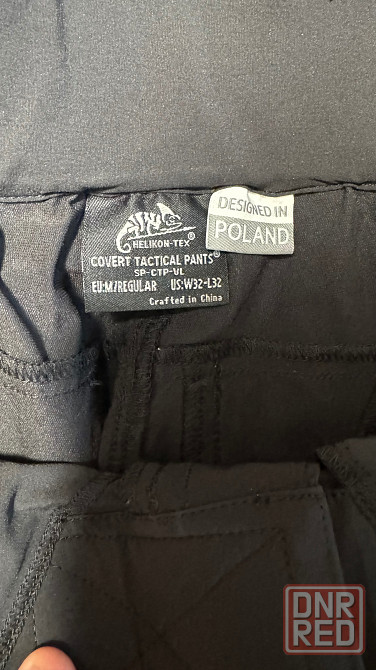 HELIKON-TEX®
COVERT TACTICAL PANTS®
SP-CTP-VL
EU:M/REGULAR US:W32-L32
Crafted in China
DESIGNED IN
POLAND
DNR
RED